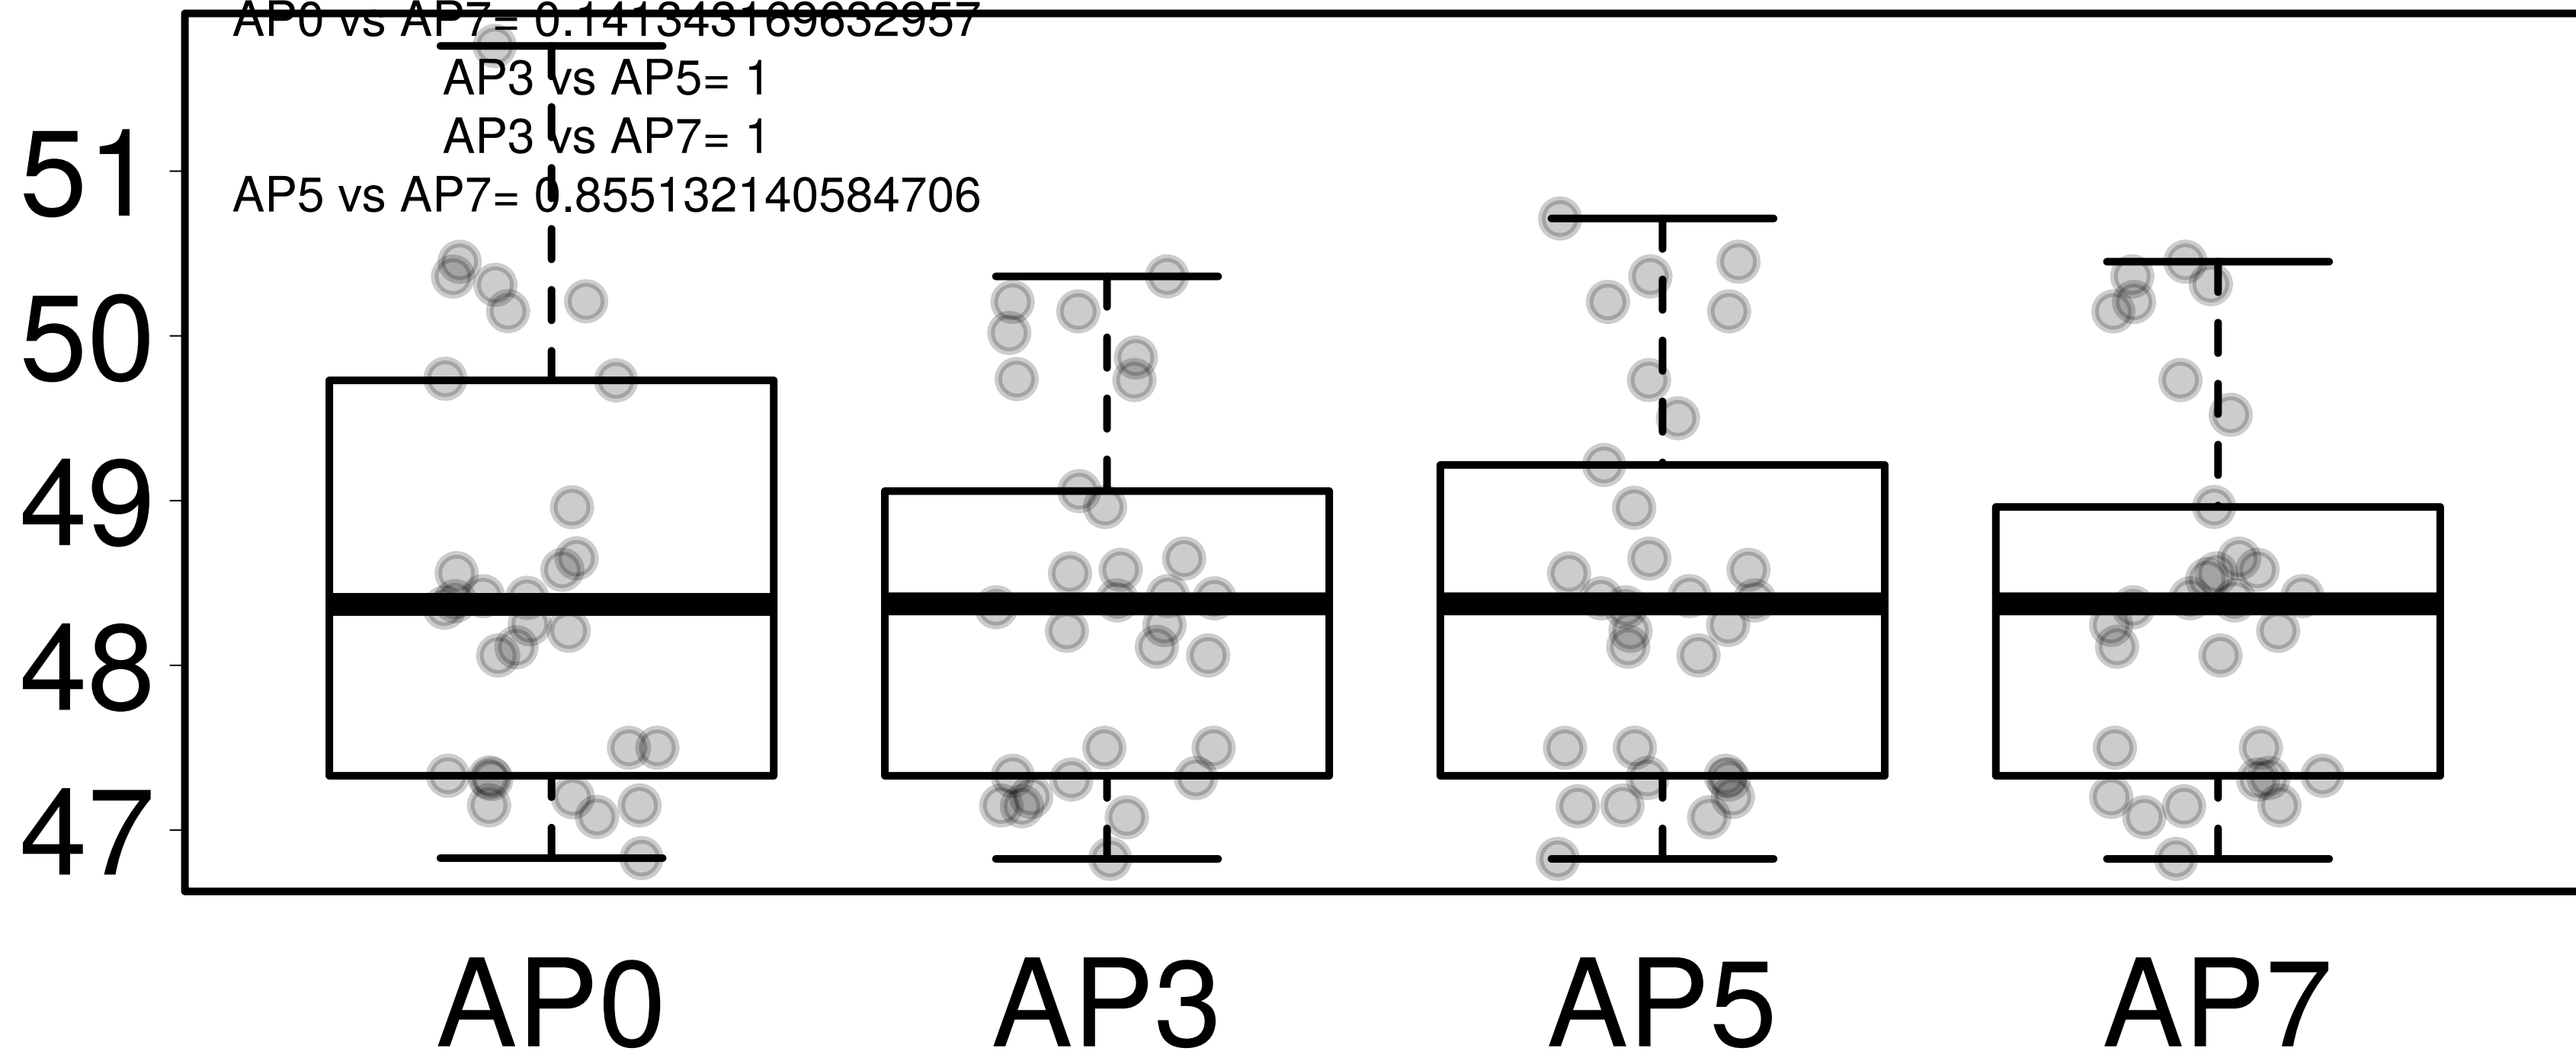 AP0 vs AP7= 0.141343169632957
AP3 vs AP5= 1
AP3 vs AP7= 1
AP5 vs AP7= 0.855132140584706
51
50
49
48
47
AP0 AP3 AP5 AP7